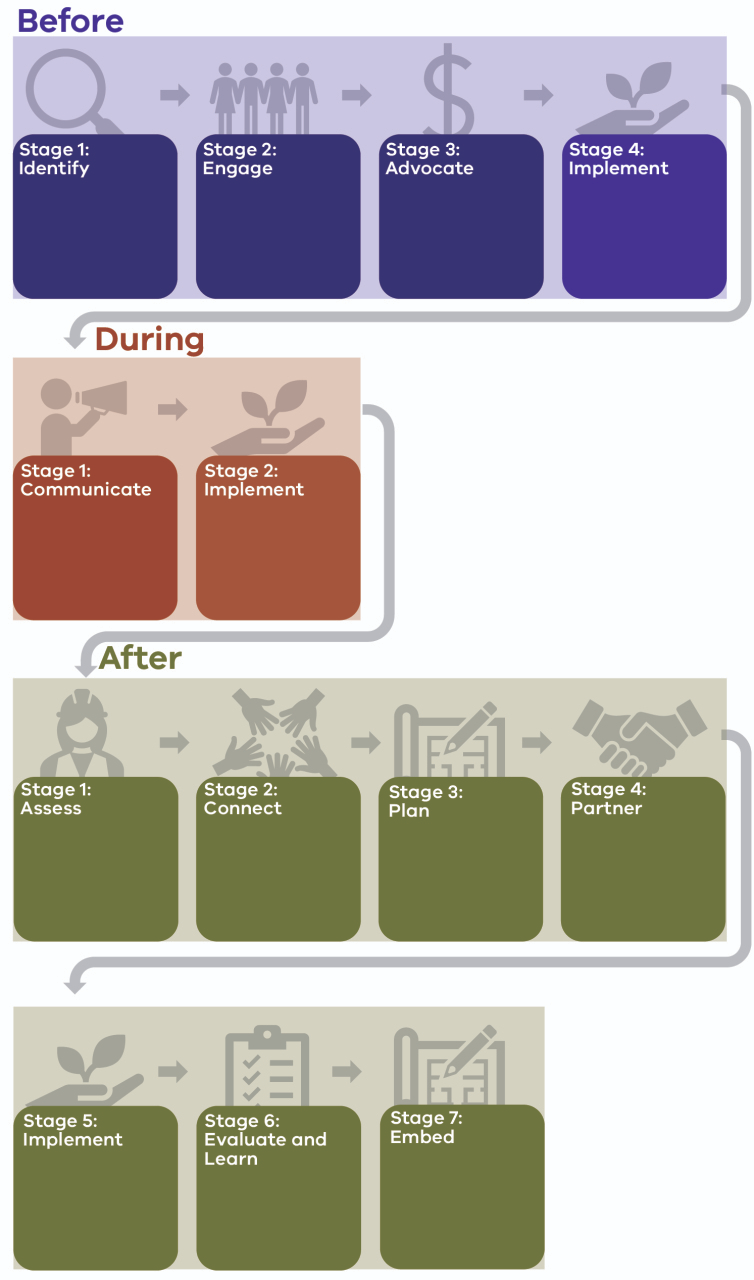 Before
Stage 1:
Identify
Stage 2:
Engage
Stage 3:
Advocate
Stage 4:
Implement
During
Stage 1:
Communicate
Stage 2:
Implement
After
Stage 1:
Assess
Stage 2:
Connect
Stage 3:
Plan
Stage 4:
Partner
Stage 5:
Implement
Stage 6:
Evaluate and
Learn
Stage 7:
Embed